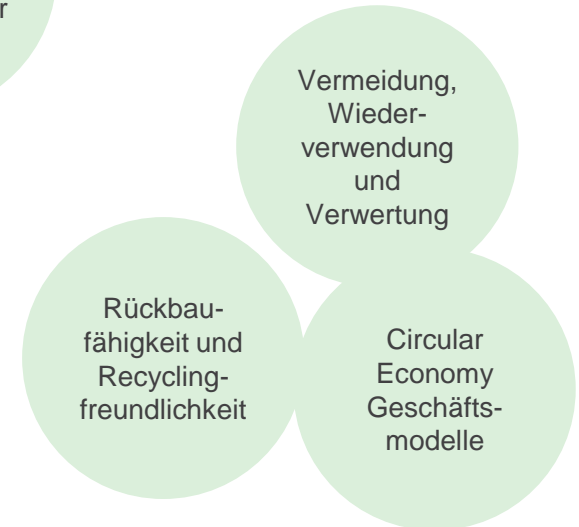 r
Vermeidung,
Wieder-
verwendung
und
Verwertung
Rückbau-
fähigkeit und
Recycling-
freundlichkeit
Circular
Economy
Geschäfts-
modelle